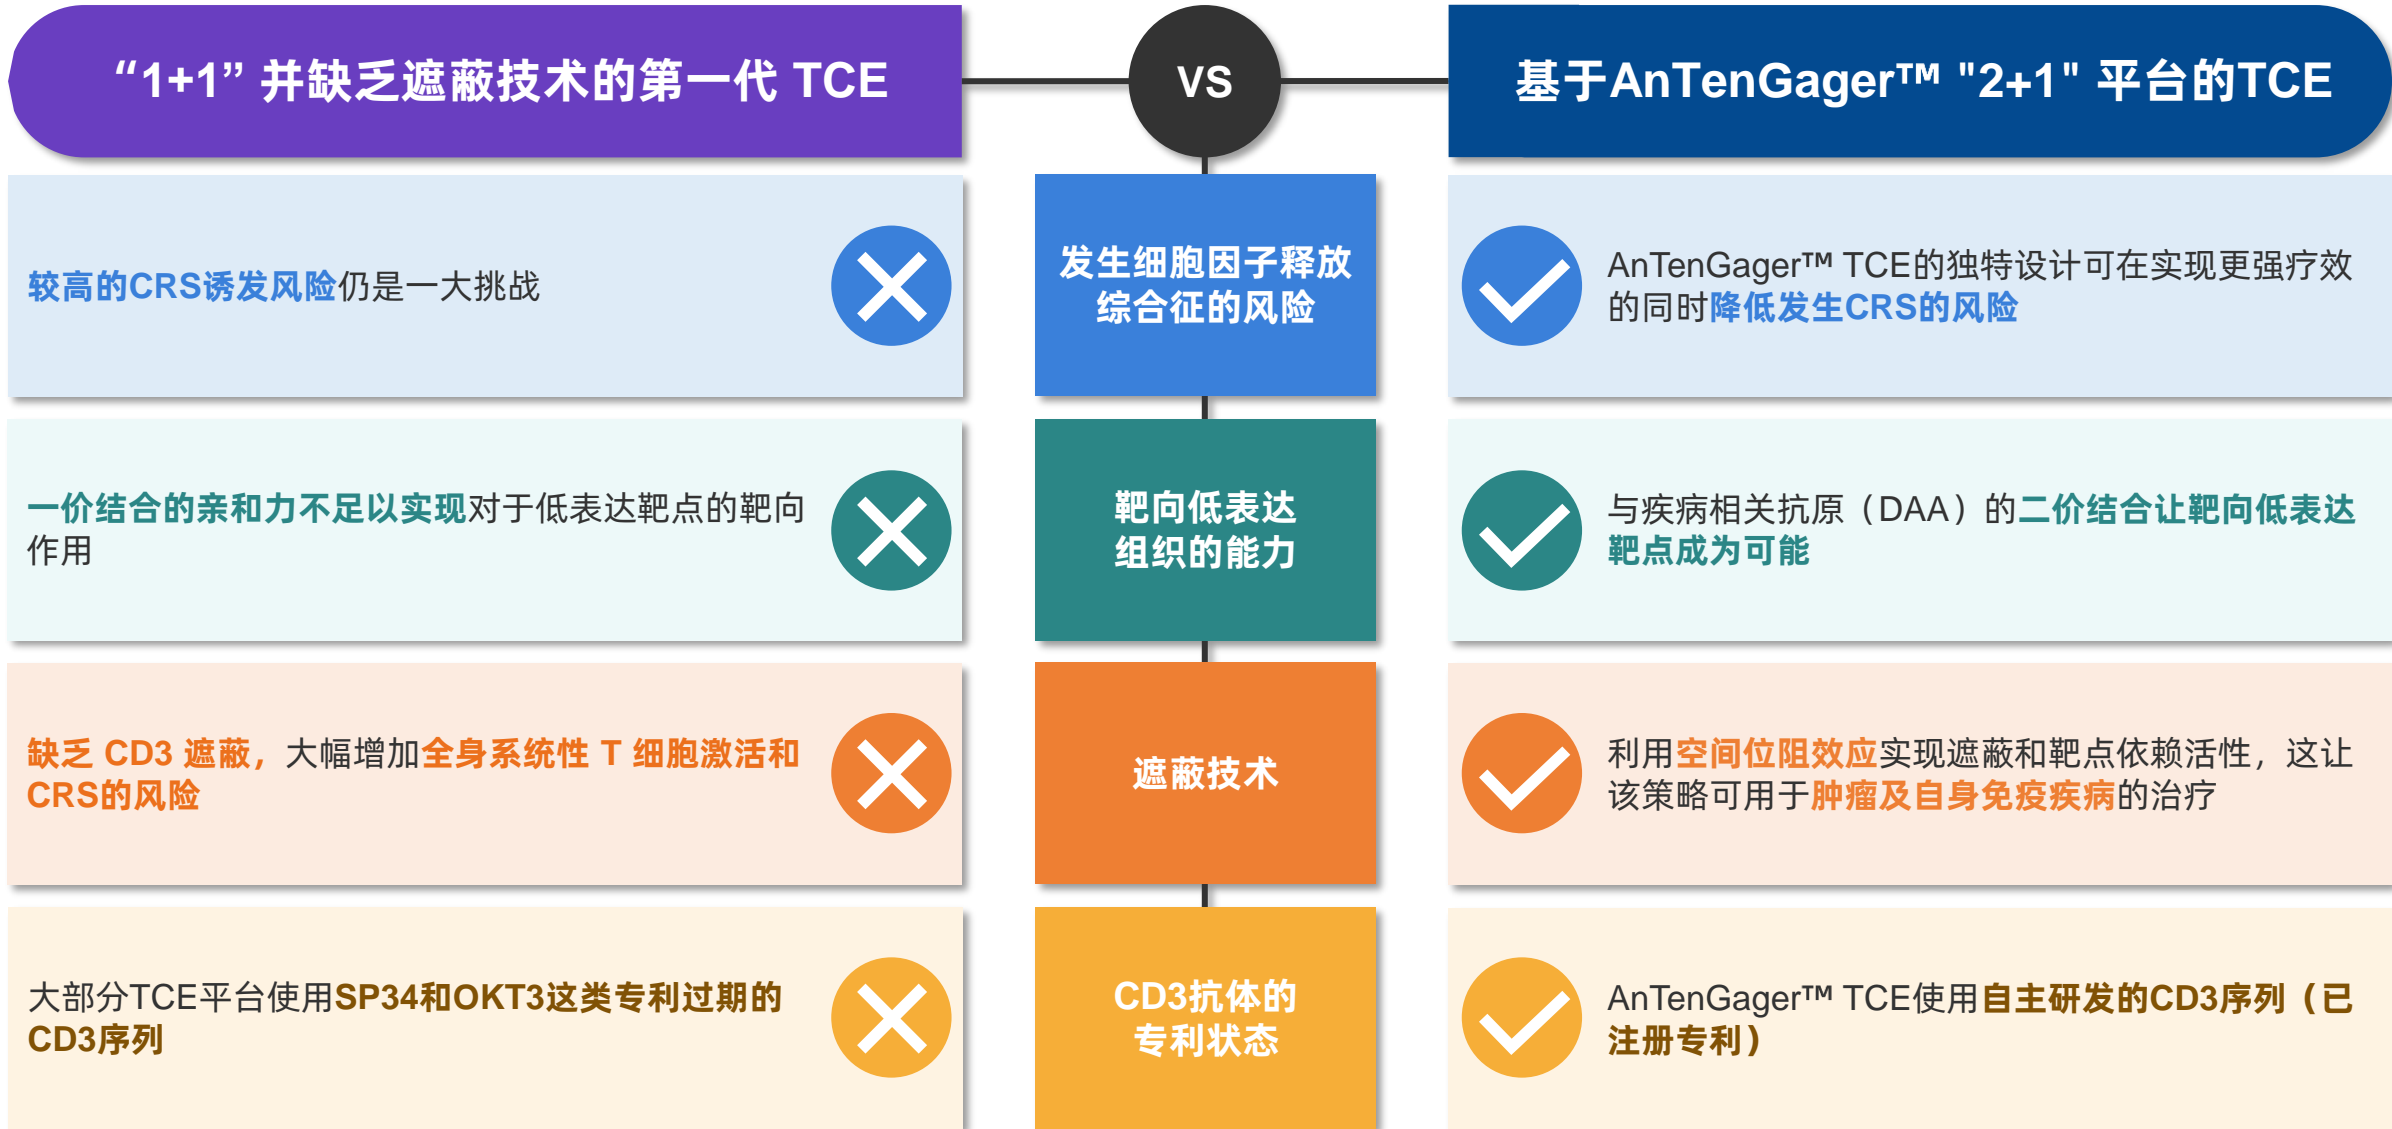 “1+1” 并缺乏遮蔽技术的第一代 TCE
VS
基于AnTenGager™ "2+1" 平台的TCE
较高的CRS诱发风险仍是一大挑战
发生细胞因子释放
综合征的风险
AnTenGager™ TCE的独特设计可在实现更强疗效
的同时降低发生CRS的风险
一价结合的亲和力不足以实现对于低表达靶点的靶向
作用
靶向低表达
组织的能力
与疾病相关抗原（DAA）的二价结合让靶向低表达
靶点成为可能
缺乏 CD3 遮蔽，大幅增加全身系统性 T 细胞激活和
CRS的风险
遮蔽技术
利用空间位阻效应实现遮蔽和靶点依赖活性，这让
该策略可用于肿瘤及自身免疫疾病的治疗
大部分TCE平台使用SP34和OKT3这类专利过期的
CD3序列
CD3抗体的
专利状态
AnTenGager™ TCE使用自主研发的CD3序列（已
注册专利）